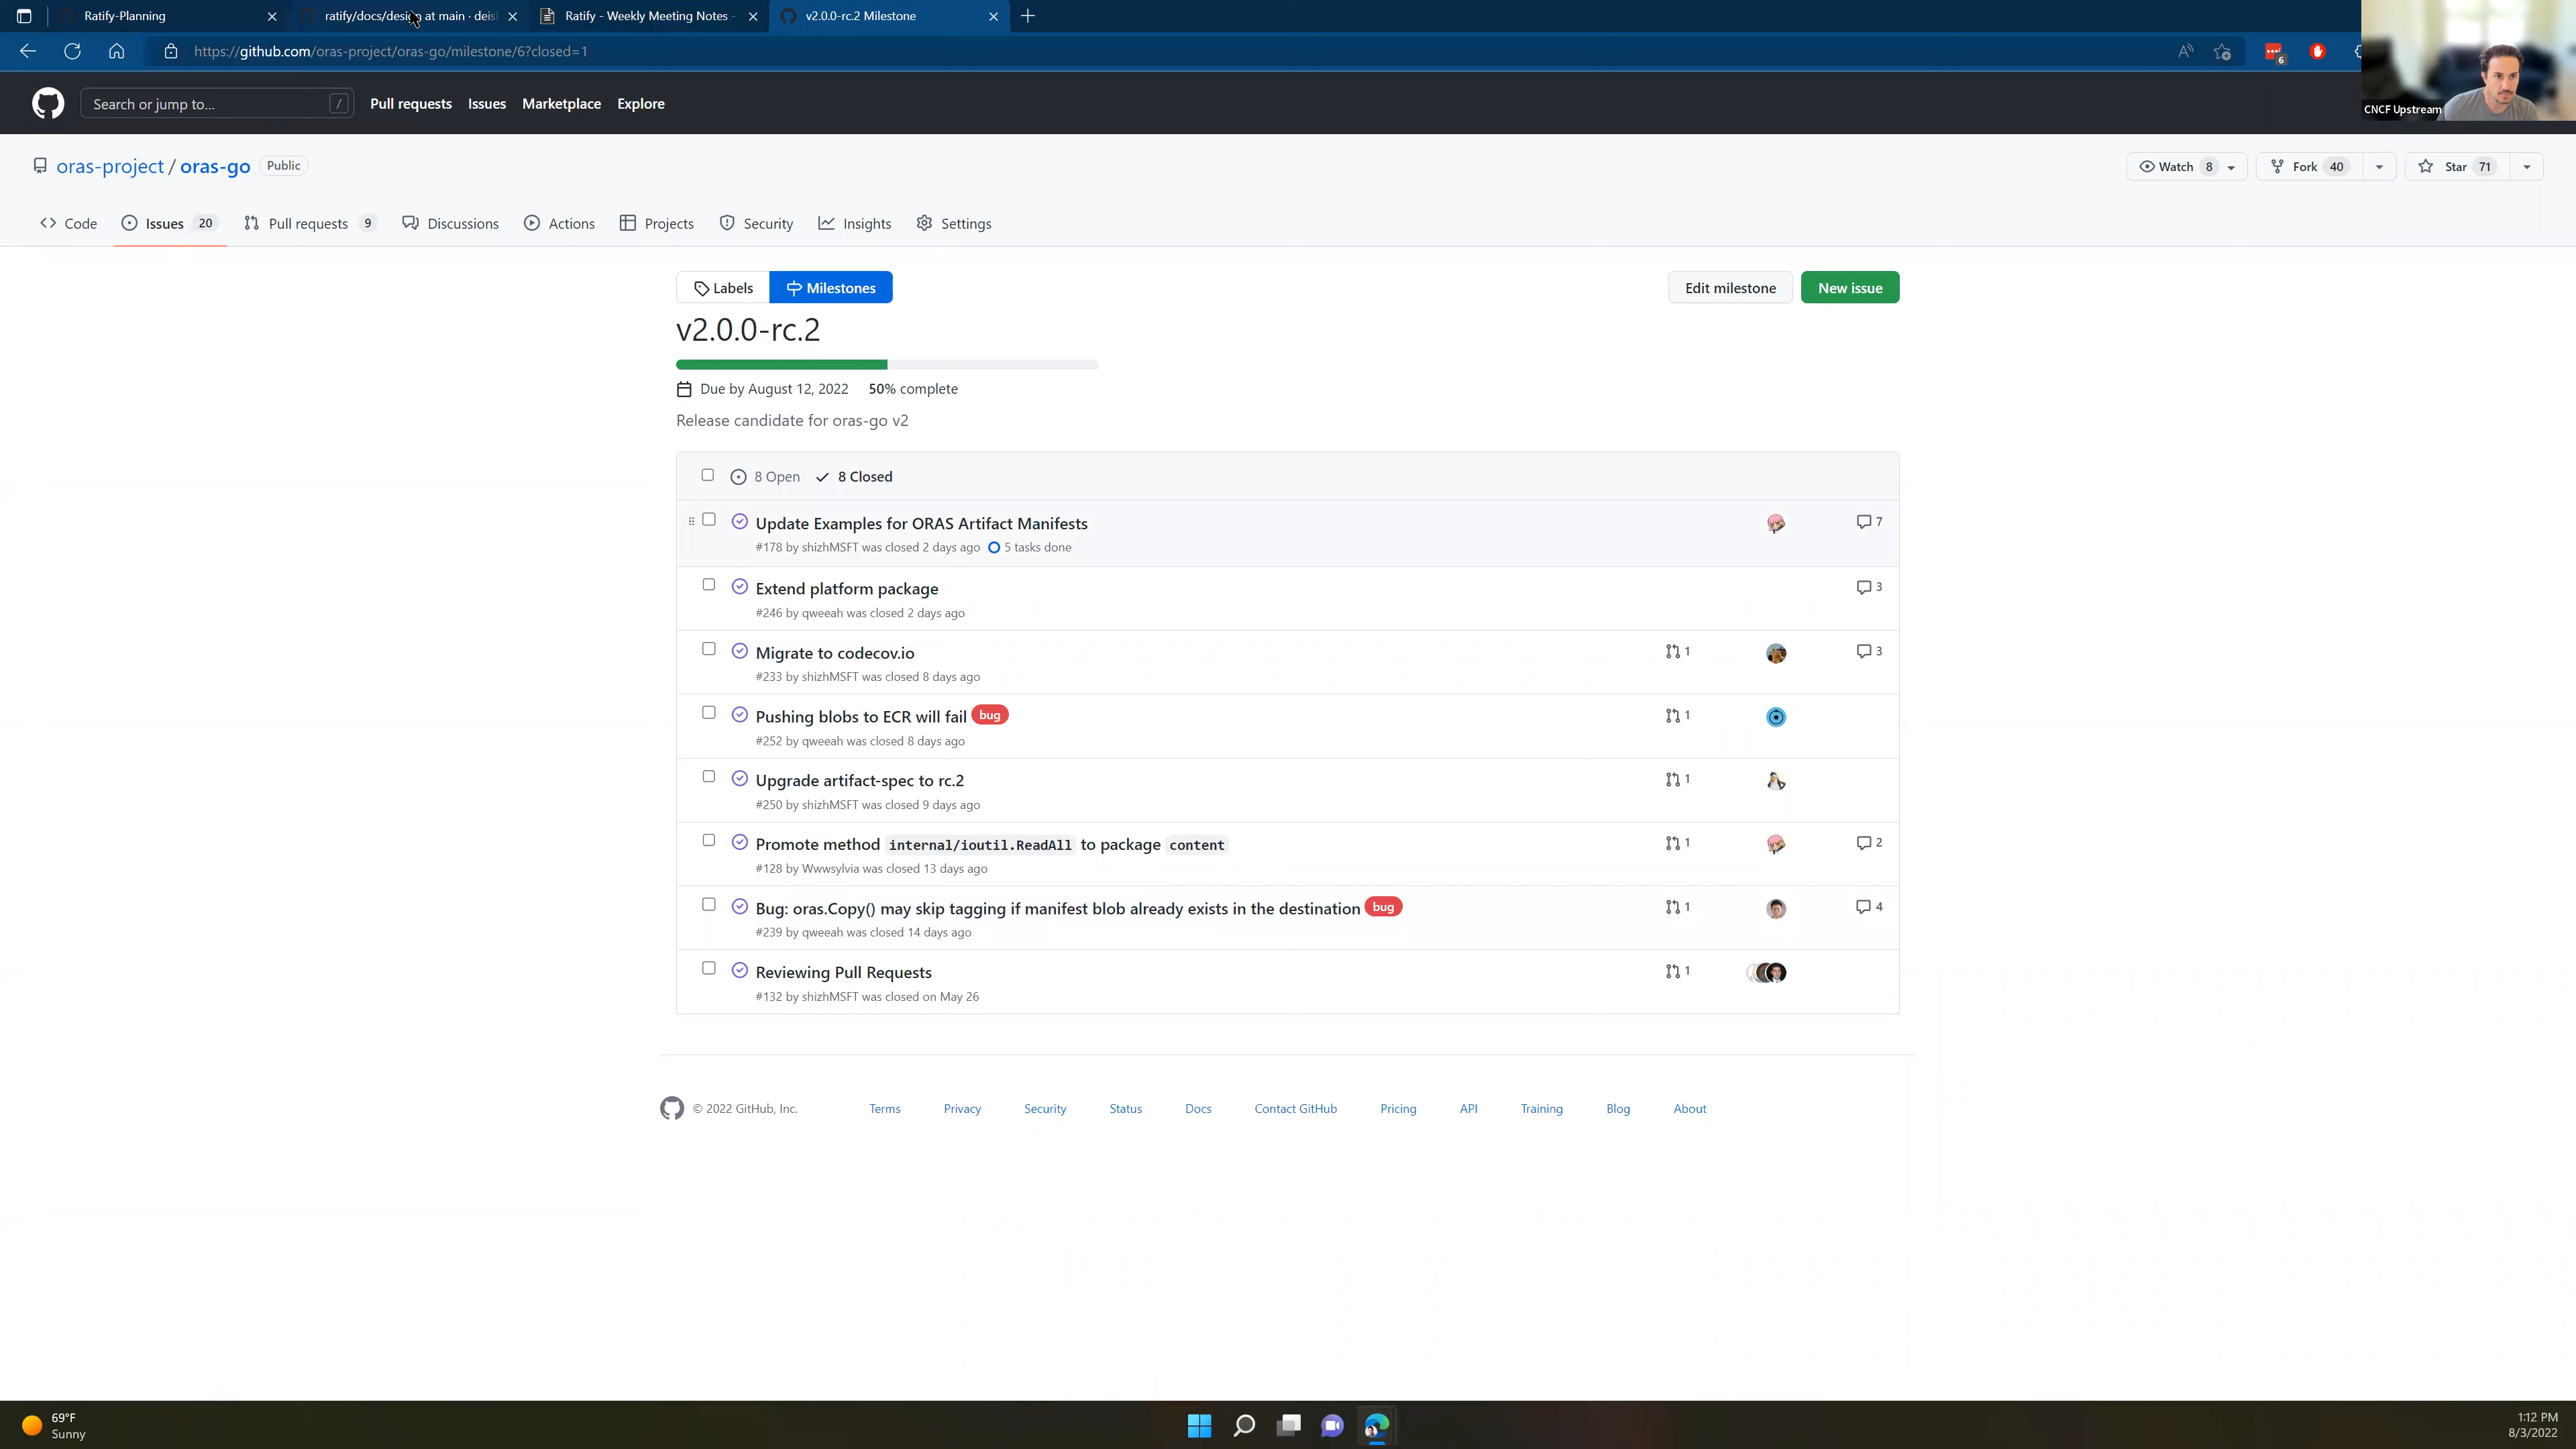 Ratify-Planning
ratify/docs/design at main · deis
Ratify - Weekly Meeting Notes -
v2.0.0-rc.2 Milestone
https://github.com/oras-project/oras-go/milestone/6?closed=1
6
CNCF Upstream
Search or jump to... /
Pull requests Issues Marketplace Explore
oras-project / oras-go Public
Watch 8 Fork 40 Star 71
Code Issues 20 Pull requests 9 Discussions Actions Projects Security Insights Settings
Labels Milestones Edit milestone New issue
v2.0.0-rc.2
Due by August 12, 2022 50% complete
Release candidate for oras-go v2
8 Open 8 Closed
Update Examples for ORAS Artifact Manifests 7
#178 by shizhMSFT was closed 2 days ago 5 tasks done
Extend platform package 3
#246 by qweeah was closed 2 days ago
Migrate to codecov.io 1 3
#233 by shizhMSFT was closed 8 days ago
Pushing blobs to ECR will fail bug 1
#252 by qweeah was closed 8 days ago
Upgrade artifact-spec to rc.2 1
#250 by shizhMSFT was closed 9 days ago
Promote method internal/ioutil.ReadAll to package content 1 2
#128 by Wwwsylvia was closed 13 days ago
Bug: oras.Copy() may skip tagging if manifest blob already exists in the destination bug 1 4
#239 by qweeah was closed 14 days ago
Reviewing Pull Requests 1
#132 by shizhMSFT was closed on May 26
© 2022 GitHub, Inc. Terms Privacy Security Status Docs Contact GitHub Pricing API Training Blog About
69°F
Sunny
1:12 PM
8/3/2022